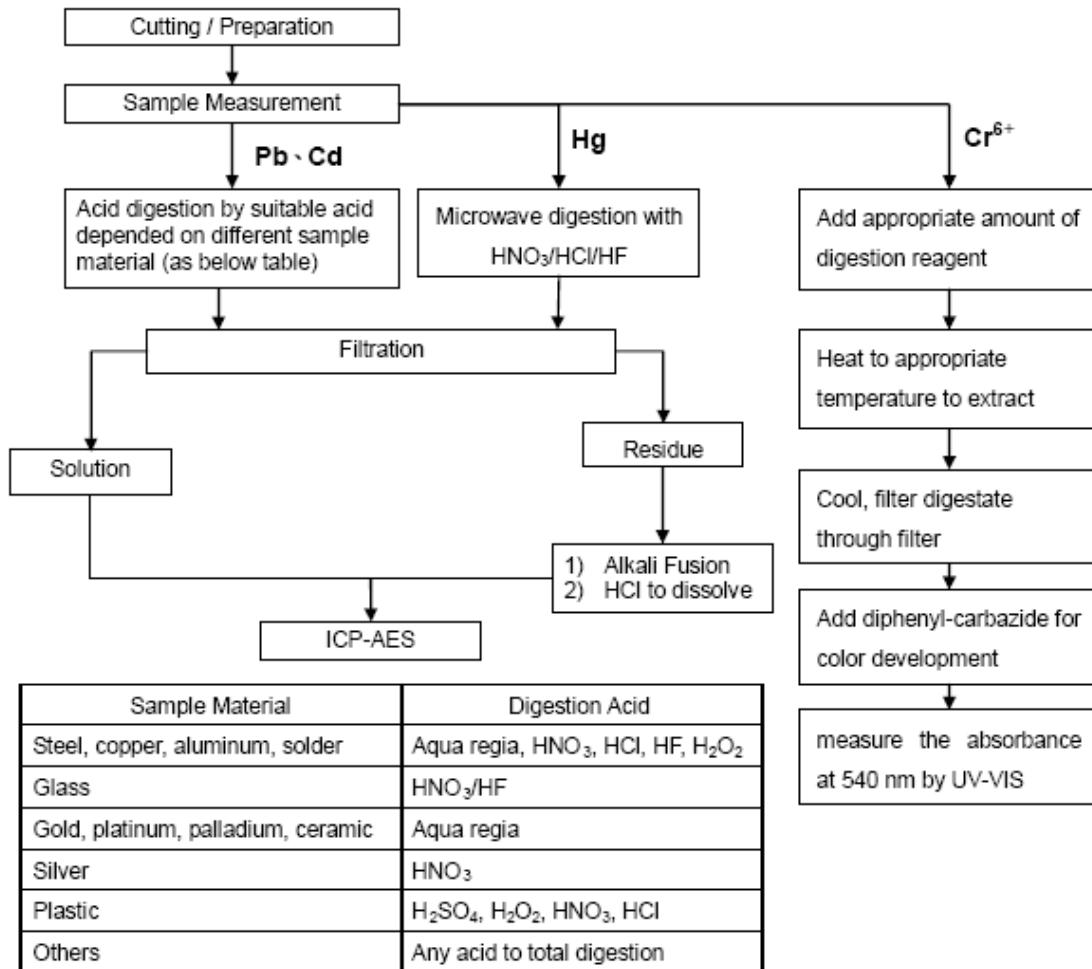 Cutting / Preparation
Sample Measurement
Pb、Cd
Hg
Cr⁶⁺
Acid digestion by suitable acid
depended on different sample
material (as below table)
Microwave digestion with
HNO₃/HCl/HF
Add appropriate amount of
digestion reagent
Filtration
Heat to appropriate
temperature to extract
Solution
Residue
Cool, filter digestate
through filter
1) Alkali Fusion
2) HCl to dissolve
ICP-AES
Add diphenyl-carbazide for
color development
measure the absorbance
at 540 nm by UV-VIS
Sample Material Digestion Acid
Steel, copper, aluminum, solder Aqua regia, HNO₃, HCl, HF, H₂O₂
Glass HNO₃/HF
Gold, platinum, palladium, ceramic Aqua regia
Silver HNO₃
Plastic H₂SO₄, H₂O₂, HNO₃, HCl
Others Any acid to total digestion